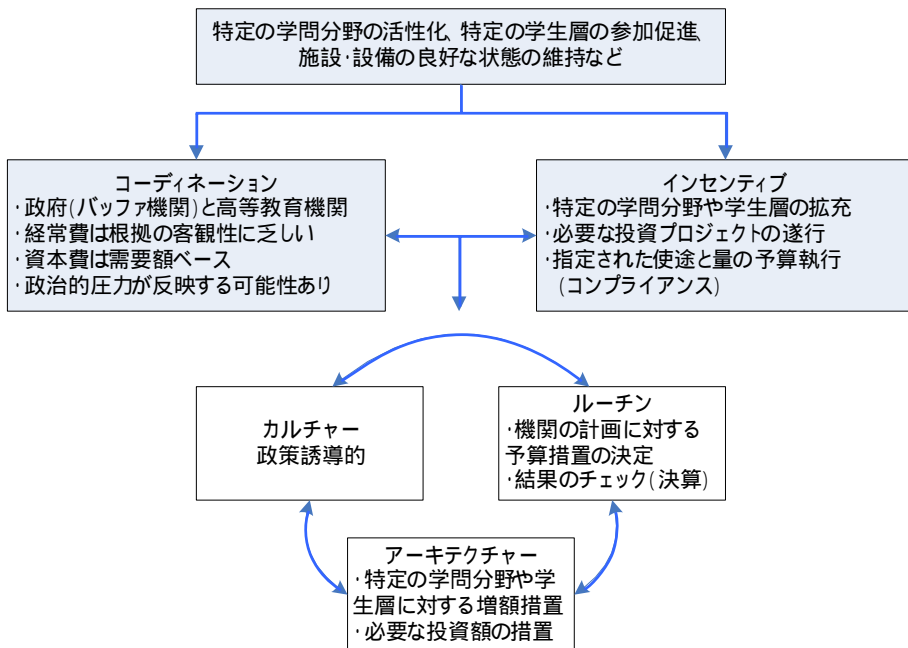 特定の学問分野の活性化、特定の学生層の参加促進、
施設・設備の良好な状態の維持など
コーディネーション
・政府(バッファ機関)と高等教育機関
・経常費は根拠の客観性に乏しい
・資本費は需要額ベース
・政治的圧力が反映する可能性あり
インセンティブ
・特定の学問分野や学生層の拡充
・必要な投資プロジェクトの遂行
・指定された使途と量の予算執行
(コンプライアンス)
カルチャー
政策誘導的
ルーチン
・機関の計画に対する
予算措置の決定
・結果のチェック(決算)
アーキテクチャー
・特定の学問分野や学
生層に対する増額措置
・必要な投資額の措置